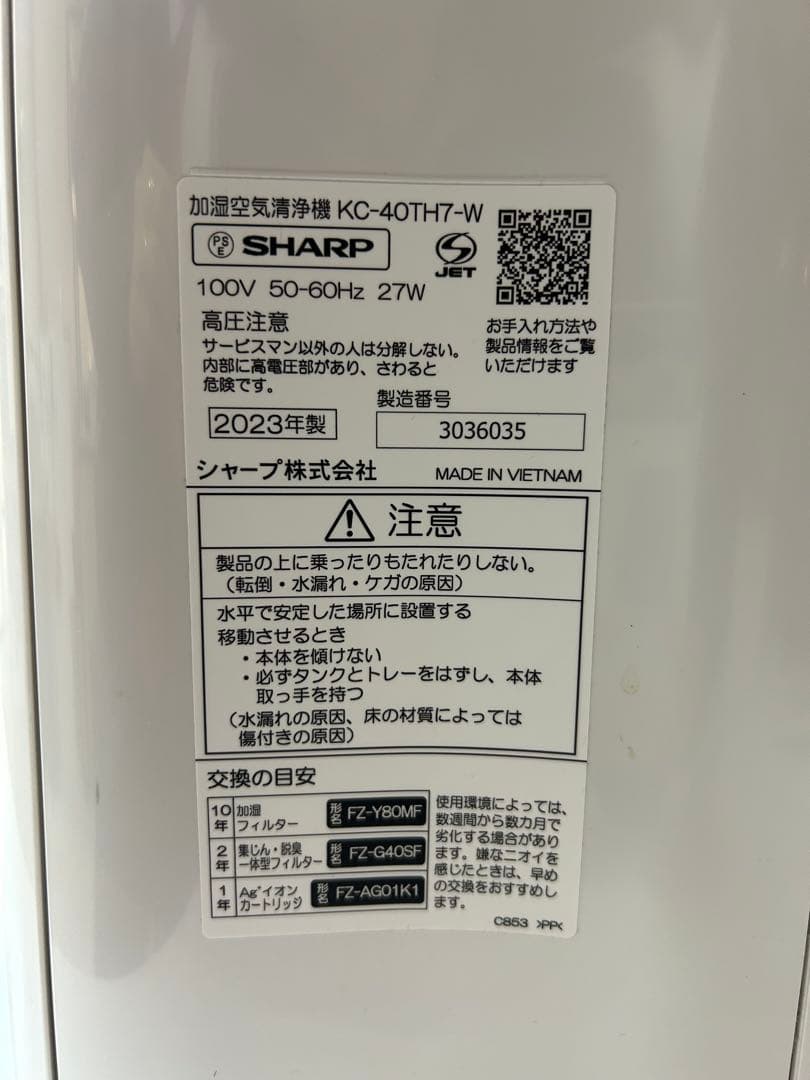 加湿空気清浄機 KC-40TH7-W
PS E SHARP
JET
100V 50-60Hz 27W
高圧注意
サービスマン以外の人は分解しない。
内部に高電圧部があり、さわると
危険です。
お手入れ方法や
製品情報をご覧
いただけます
製造番号
2023年製
3036035
シャープ株式会社
MADE IN VIETNAM
注意
製品の上に乗ったりもたれたりしない。
（転倒・水漏れ・ケガの原因）
水平で安定した場所に設置する
移動させるとき
・本体を傾けない
・必ずタンクとトレーをはずし、本体
取っ手を持つ
（水漏れの原因、床の材質によっては
傷付きの原因）
交換の目安
10年 加湿フィルター 形名 FZ-Y80MF
2年 集じん・脱臭一体型フィルター 形名 FZ-G40SF
1年 Ag⁺イオンカートリッジ 形名 FZ-AG01K1
使用環境によっては、
数週間から数カ月で
劣化する場合があり
ます。嫌なニオイを
感じたときは、早め
の交換をおすすめし
ます。
C853 >PP<